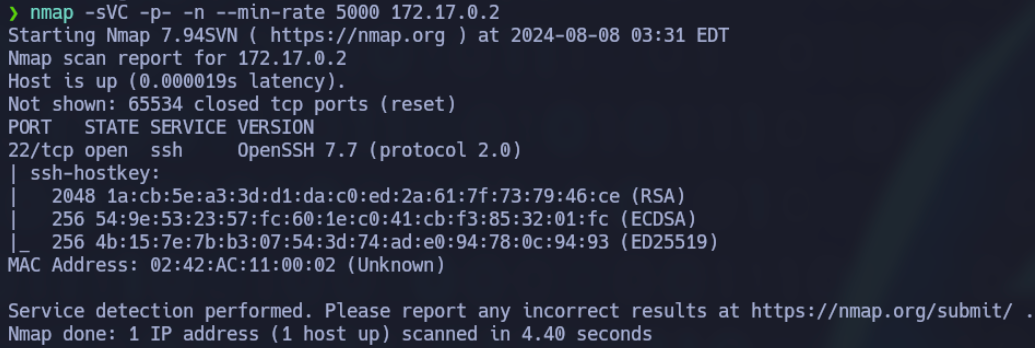 ❯ nmap -sVC -p- -n --min-rate 5000 172.17.0.2
Starting Nmap 7.94SVN ( https://nmap.org ) at 2024-08-08 03:31 EDT
Nmap scan report for 172.17.0.2
Host is up (0.000019s latency).
Not shown: 65534 closed tcp ports (reset)
PORT   STATE SERVICE VERSION
22/tcp open  ssh     OpenSSH 7.7 (protocol 2.0)
| ssh-hostkey:
|   2048 1a:cb:5e:a3:3d:d1:da:c0:ed:2a:61:7f:73:79:46:ce (RSA)
|   256 54:9e:53:23:57:fc:60:1e:c0:41:cb:f3:85:32:01:fc (ECDSA)
|_  256 4b:15:7e:7b:b3:07:54:3d:74:ad:e0:94:78:0c:94:93 (ED25519)
MAC Address: 02:42:AC:11:00:02 (Unknown)
Service detection performed. Please report any incorrect results at https://nmap.org/submit/ .
Nmap done: 1 IP address (1 host up) scanned in 4.40 seconds